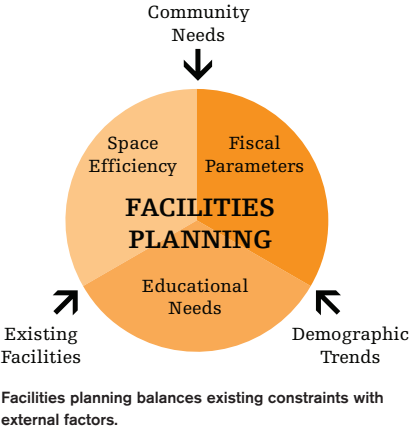 Community
Needs
Space
Efficiency
Fiscal
Parameters
FACILITIES
PLANNING
Educational
Needs
Existing
Facilities
Demographic
Trends
Facilities planning balances existing constraints with
external factors.